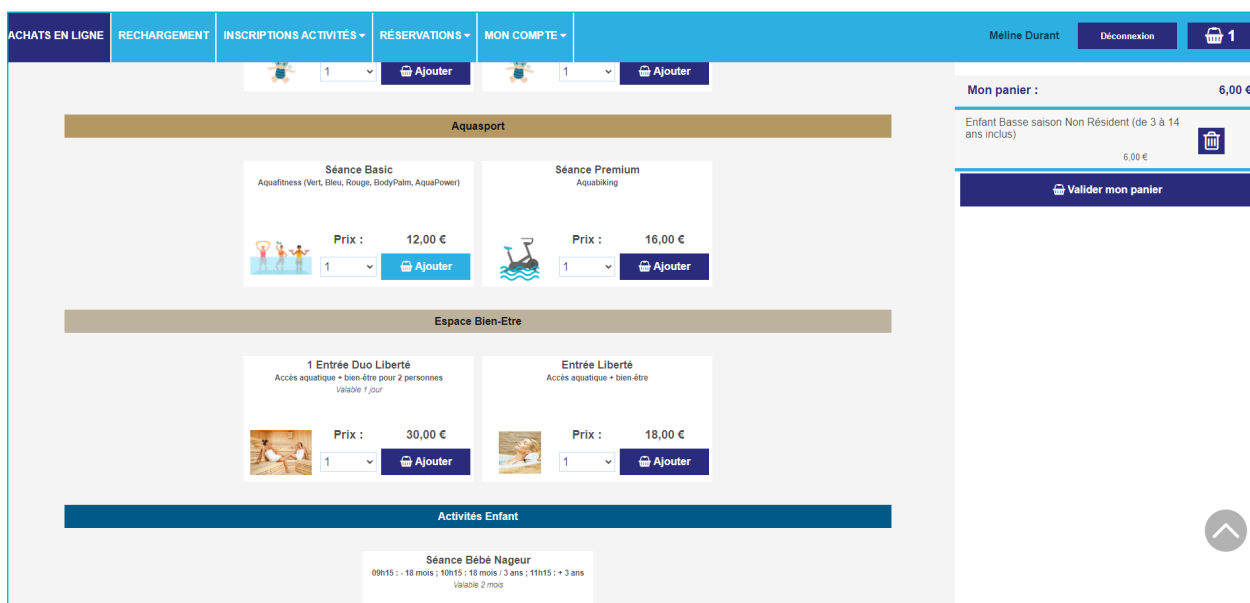 ACHATS EN LIGNE RECHARGEMENT INSCRIPTIONS ACTIVITÉS RÉSERVATIONS MON COMPTE Méline Durant Déconnexion 1
1 Ajouter 1 Ajouter
Mon panier : 6,00 €
Enfant Basse saison Non Résident (de 3 à 14
ans inclus)
6,00 €
Valider mon panier
Aquasport
Séance Basic
Aquafitness (Vert, Bleu, Rouge, BodyPalm, AquaPower)
Prix : 12,00 €
1 Ajouter
Séance Premium
Aquabiking
Prix : 16,00 €
1 Ajouter
Espace Bien-Etre
1 Entrée Duo Liberté
Accès aquatique + bien-être pour 2 personnes
Valable 1 jour
Prix : 30,00 €
1 Ajouter
Entrée Liberté
Accès aquatique + bien-être
Prix : 18,00 €
1 Ajouter
Activités Enfant
Séance Bébé Nageur
09h15 : - 18 mois ; 10h15 : 18 mois / 3 ans ; 11h15 : + 3 ans
Valable 2 mois